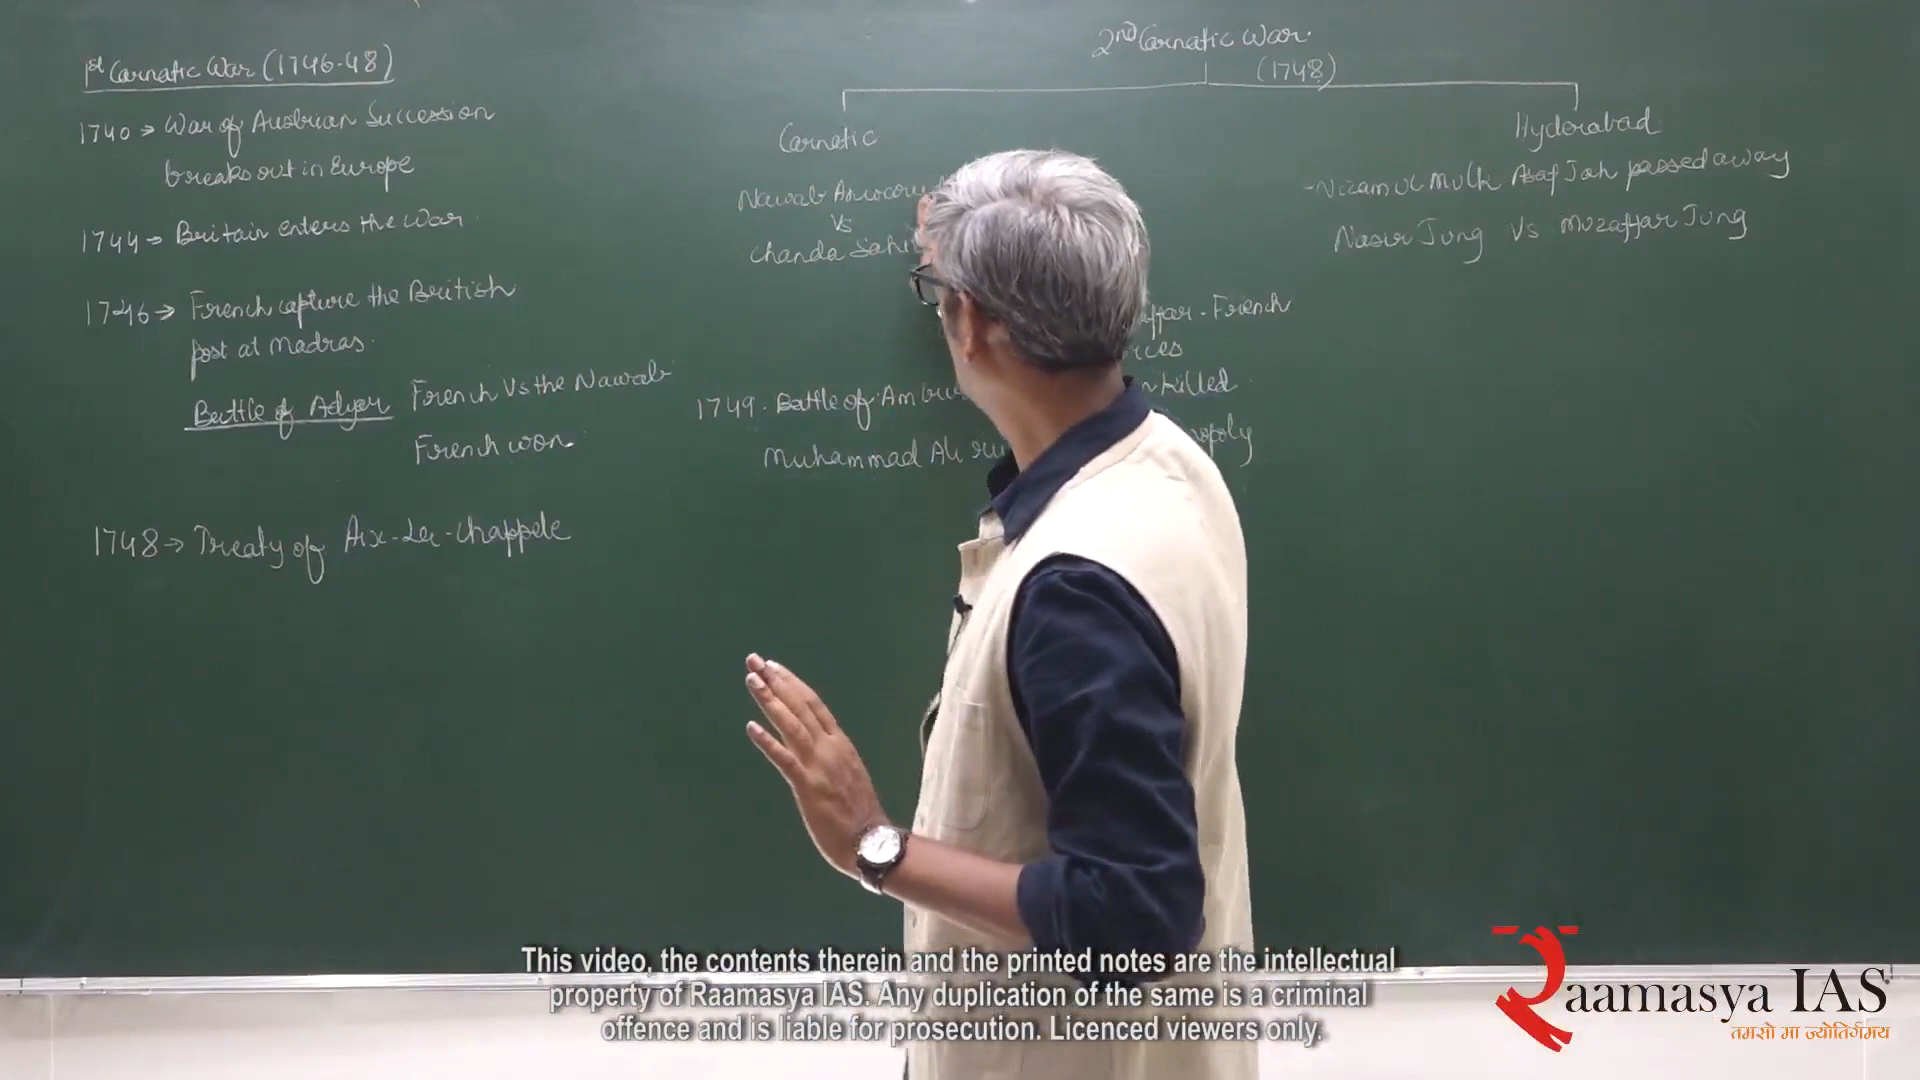 1st Carnatic War (1746-48)
1740 → War of Austrian Succession
breaks out in Europe
1744 → Britain enters the War.
1746 → French capture the British
post at Madras.
Battle of Adyar French Vs the Nawab
French won.
1748 → Treaty of Aix-La-Chappele
2nd Carnatic War.
(1748)
Carnatic
Nawab
Vs
Chanda Sahi
- French
1749. Battle of Ambu
killed
Muhammad Ali
Hyderabad
- Nizam Ul Mulk Asaf Jah passed away
Nasir Jung Vs Muzaffar Jung
This video, the contents therein and the printed notes are the intellectual
property of Raamasya IAS. Any duplication of the same is a criminal
offence and is liable for prosecution. Licenced viewers only.
Raamasya IAS
तमसो मा ज्योतिर्गमय